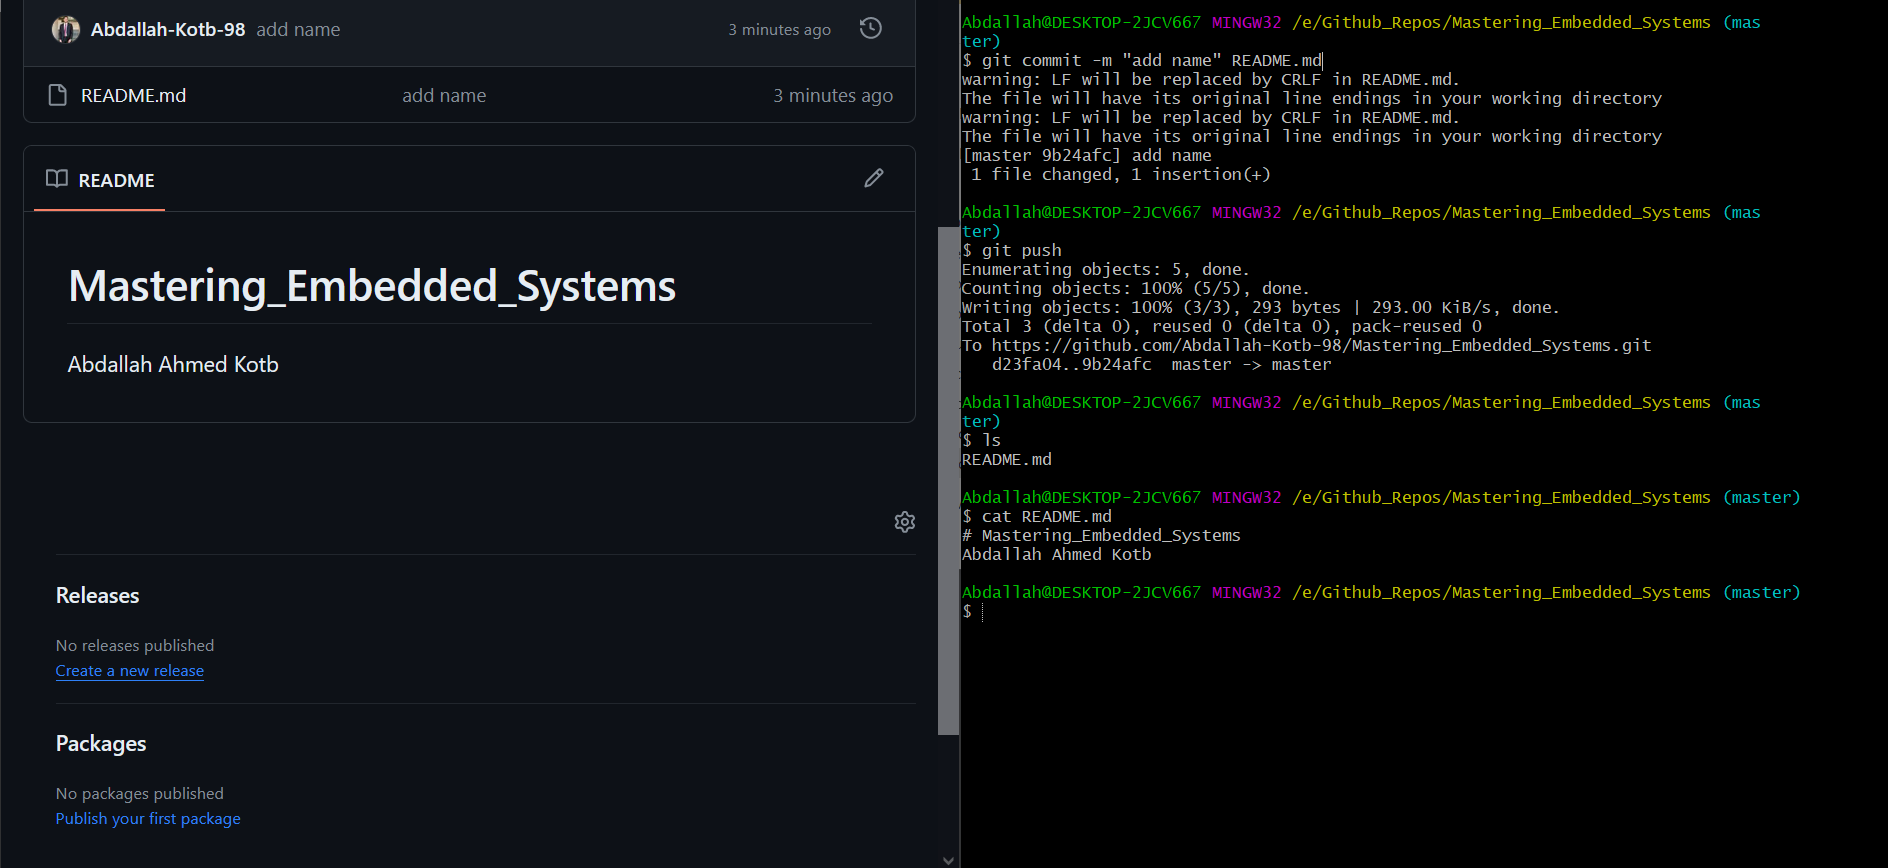 Abdallah-Kotb-98 add name 3 minutes ago
README.md add name 3 minutes ago
README
Mastering_Embedded_Systems
Abdallah Ahmed Kotb
Releases
No releases published
Create a new release
Packages
No packages published
Publish your first package
Abdallah@DESKTOP-2JCV667 MINGW32 /e/Github_Repos/Mastering_Embedded_Systems (mas
ter)
$ git commit -m "add name" README.md
warning: LF will be replaced by CRLF in README.md.
The file will have its original line endings in your working directory
warning: LF will be replaced by CRLF in README.md.
The file will have its original line endings in your working directory
[master 9b24afc] add name
1 file changed, 1 insertion(+)
Abdallah@DESKTOP-2JCV667 MINGW32 /e/Github_Repos/Mastering_Embedded_Systems (mas
ter)
$ git push
Enumerating objects: 5, done.
Counting objects: 100% (5/5), done.
Writing objects: 100% (3/3), 293 bytes | 293.00 KiB/s, done.
Total 3 (delta 0), reused 0 (delta 0), pack-reused 0
To https://github.com/Abdallah-Kotb-98/Mastering_Embedded_Systems.git
d23fa04..9b24afc master -> master
Abdallah@DESKTOP-2JCV667 MINGW32 /e/Github_Repos/Mastering_Embedded_Systems (mas
ter)
$ ls
README.md
Abdallah@DESKTOP-2JCV667 MINGW32 /e/Github_Repos/Mastering_Embedded_Systems (master)
$ cat README.md
# Mastering_Embedded_Systems
Abdallah Ahmed Kotb
Abdallah@DESKTOP-2JCV667 MINGW32 /e/Github_Repos/Mastering_Embedded_Systems (master)
$